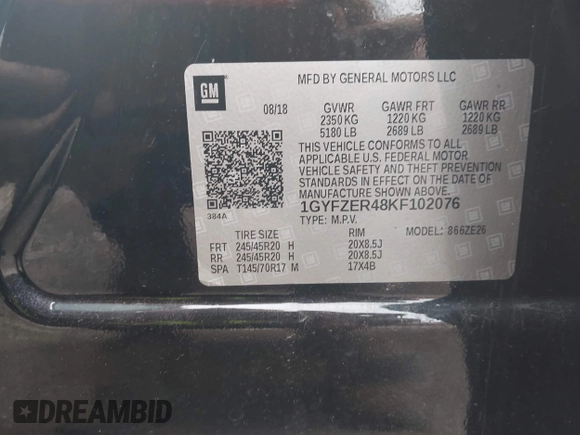 GM
MFD BY GENERAL MOTORS LLC
08/18 GVWR GAWR FRT GAWR RR
2350 KG 1220 KG 1220 KG
5180 LB 2689 LB 2689 LB
THIS VEHICLE CONFORMS TO ALL
APPLICABLE U.S. FEDERAL MOTOR
VEHICLE SAFETY AND THEFT PREVENTION
STANDARDS IN EFFECT ON THE DATE OF
MANUFACTURE SHOWN ABOVE.
384A 1GYFZER48KF102076
TYPE: M.P.V. MODEL: 866ZE26
TIRE SIZE RIM
FRT 245/45R20 H 20X8.5J
RR 245/45R20 H 20X8.5J
SPA T145/70R17 M 17X4B
DREAMBID